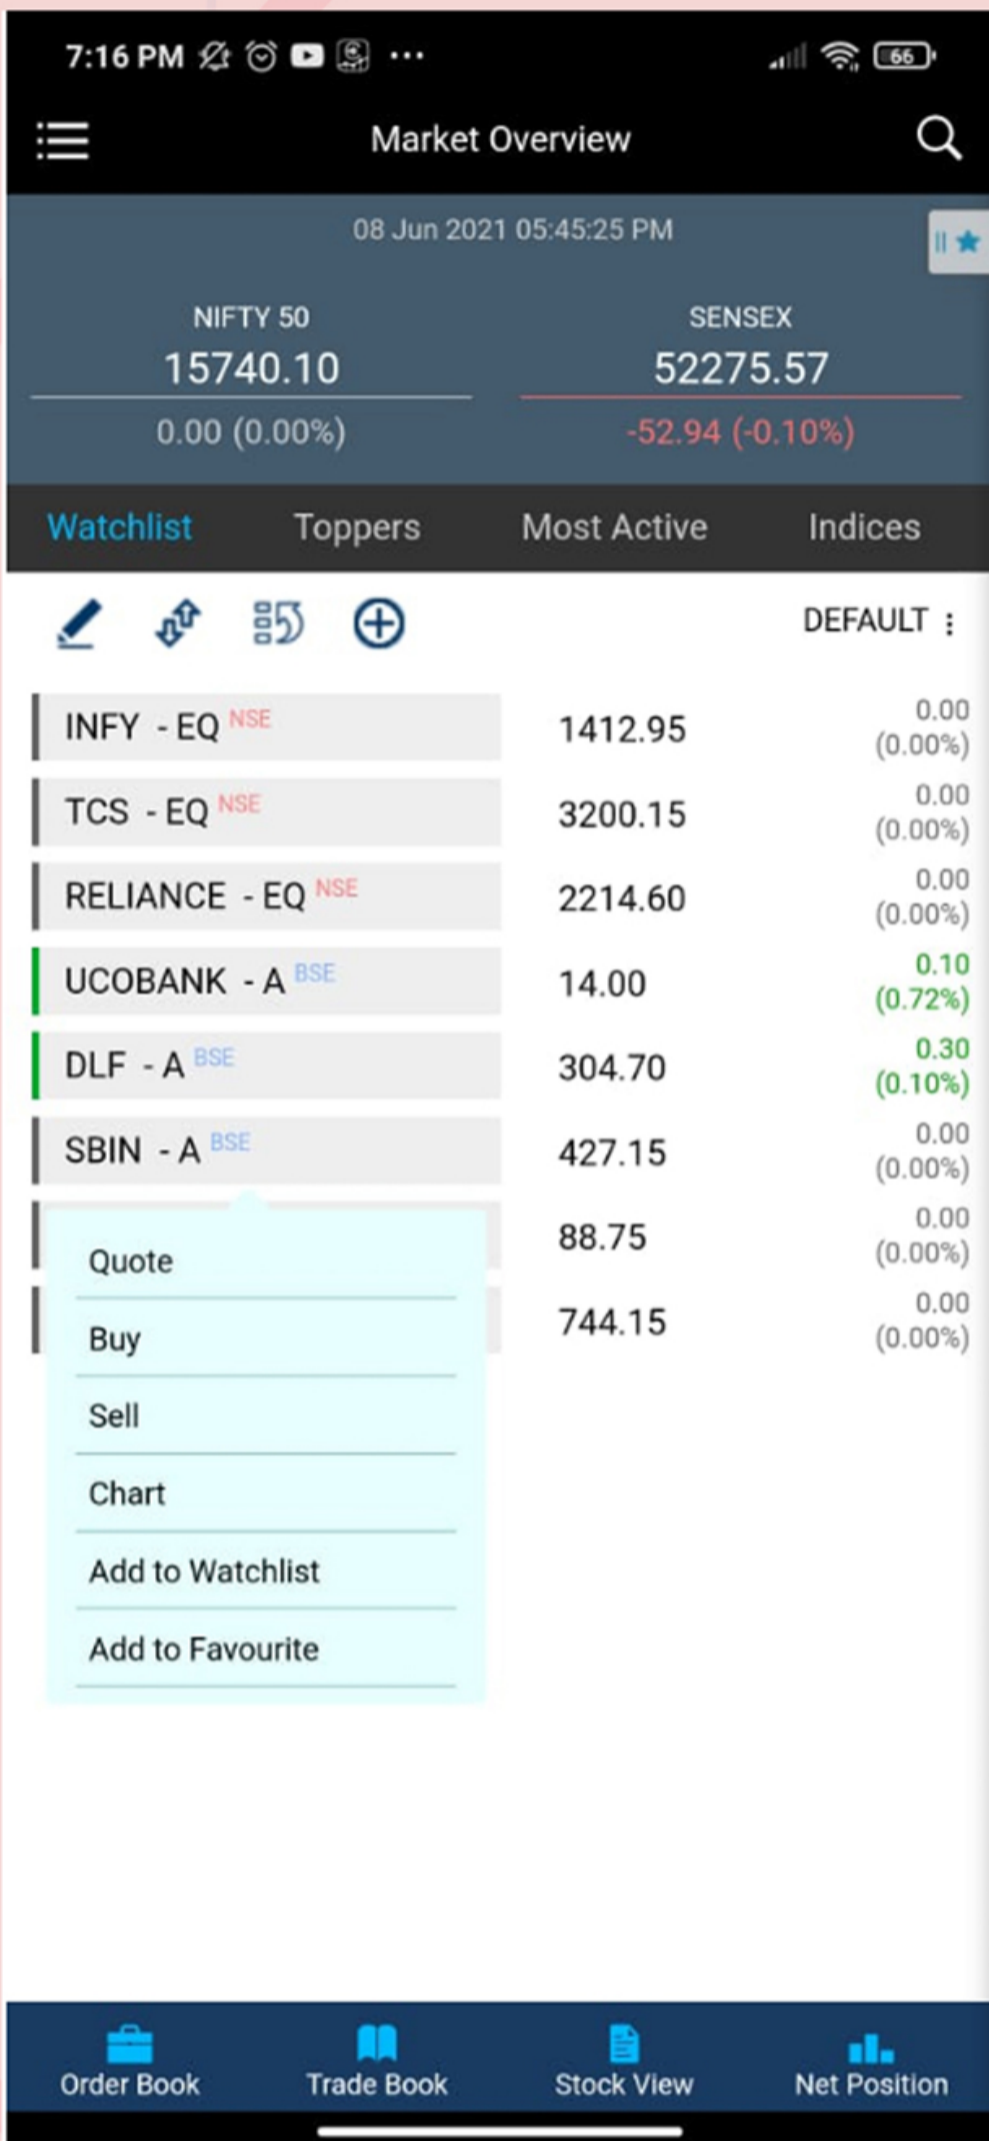 7:16 PM ... 66
Market Overview
08 Jun 2021 05:45:25 PM
NIFTY 50 SENSEX
15740.10 52275.57
0.00 (0.00%) -52.94 (-0.10%)
Watchlist Toppers Most Active Indices
DEFAULT
INFY - EQ NSE 1412.95 0.00 (0.00%)
TCS - EQ NSE 3200.15 0.00 (0.00%)
RELIANCE - EQ NSE 2214.60 0.00 (0.00%)
UCOBANK - A BSE 14.00 0.10 (0.72%)
DLF - A BSE 304.70 0.30 (0.10%)
SBIN - A BSE 427.15 0.00 (0.00%)
88.75 0.00 (0.00%)
744.15 0.00 (0.00%)
Quote
Buy
Sell
Chart
Add to Watchlist
Add to Favourite
Order Book Trade Book Stock View Net Position